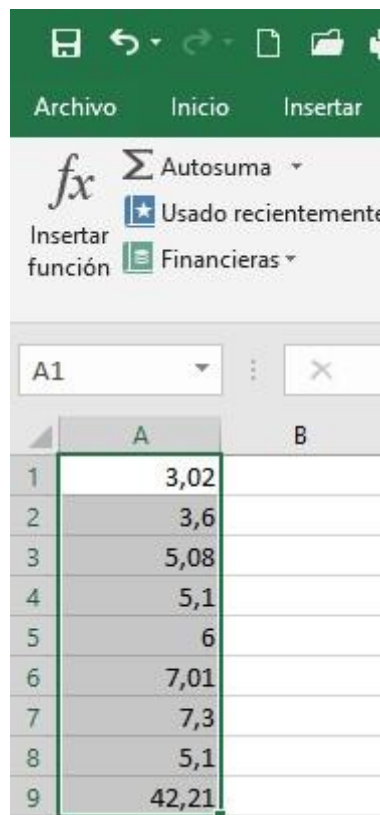 Archivo Inicio Insertar
fx Insertar función
Σ Autosuma
Usado recientemente
Financieras
A1
A B
1 3,02
2 3,6
3 5,08
4 5,1
5 6
6 7,01
7 7,3
8 5,1
9 42,21